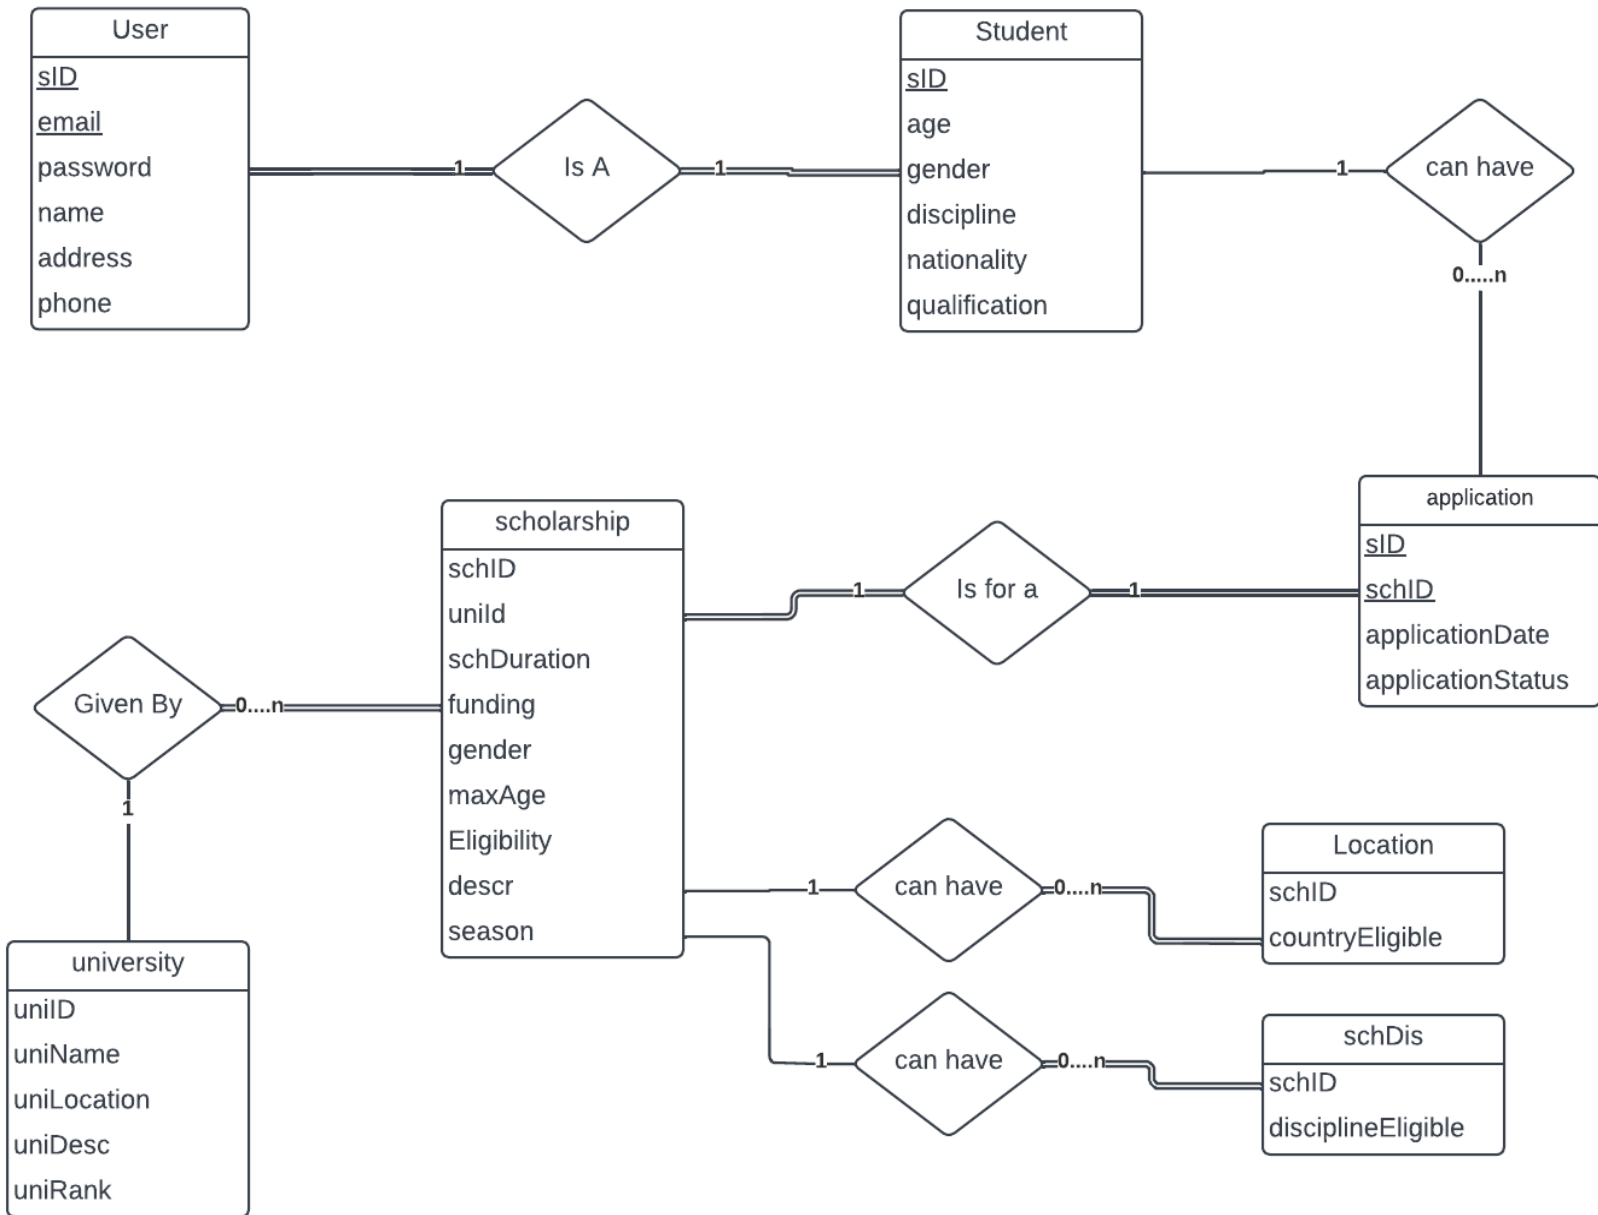 User
sID
email
password
name
address
phone
1
Is A
1
Student
sID
age
gender
discipline
nationality
qualification
1
can have
0.....n
application
sID
schID
applicationDate
applicationStatus
1
Is for a
1
scholarship
schID
uniId
schDuration
funding
gender
maxAge
Eligibility
descr
season
Given By
0....n
1
university
uniID
uniName
uniLocation
uniDesc
uniRank
1
can have
0....n
Location
schID
countryEligible
1
can have
0....n
schDis
schID
disciplineEligible